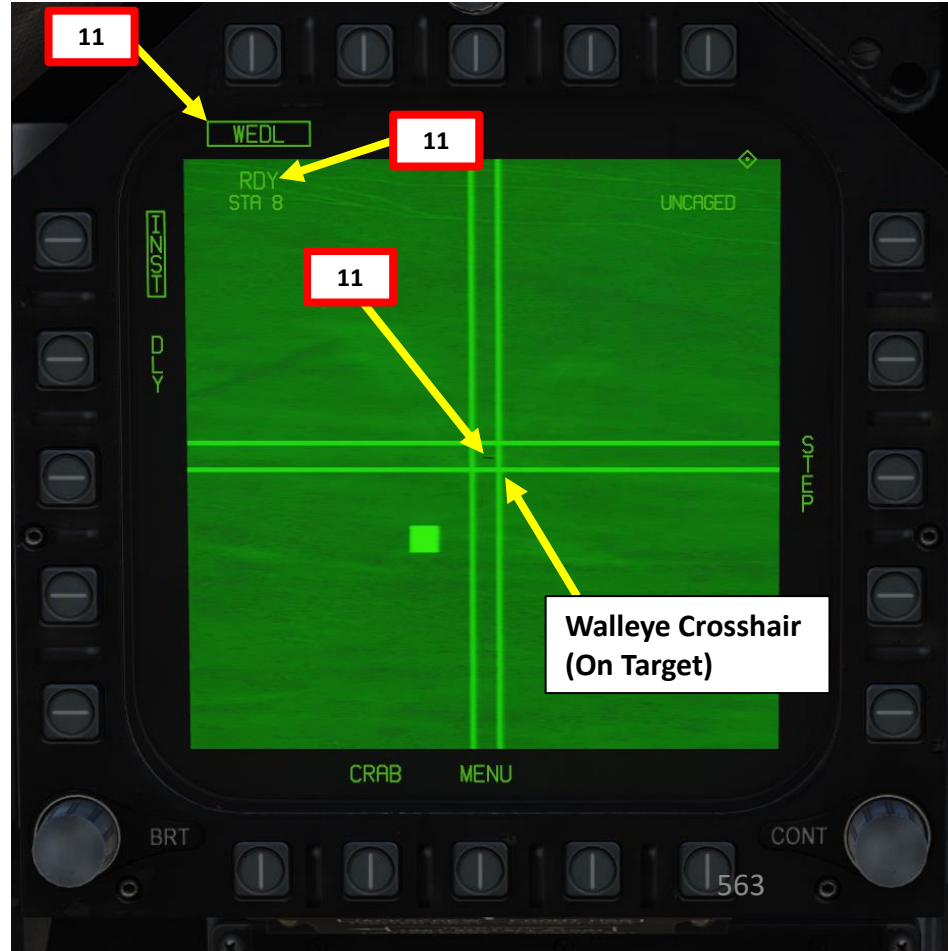 11
WEDL
11
RDY
STA 8
UNCAGED
INST
11
DLY
STEP
Walleye Crosshair
(On Target)
CRAB MENU
BRT
CONT
563